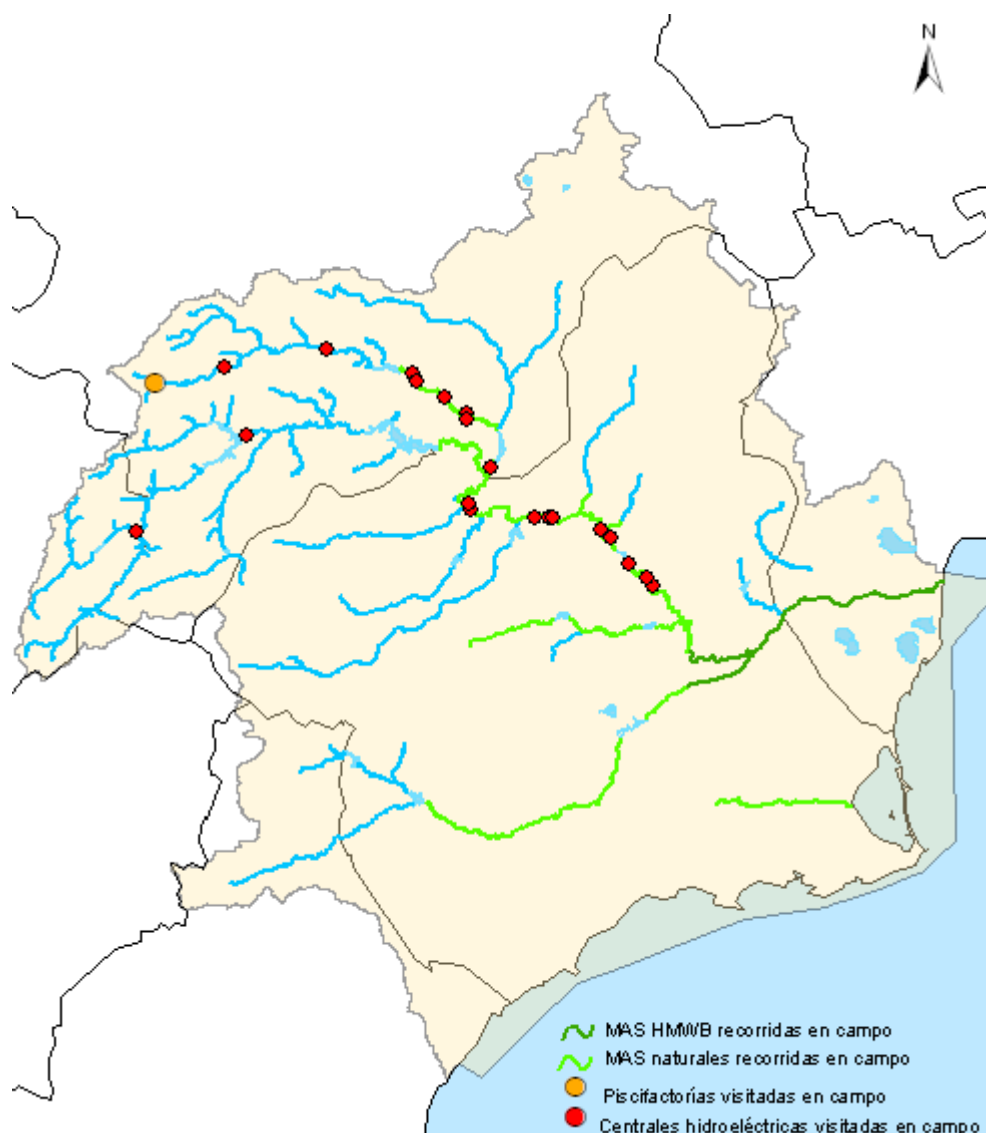 N
MAS HMWB recorridas en campo
MAS naturales recorridas en campo
Piscifactorías visitadas en campo
Centrales hidroeléctricas visitadas en campo